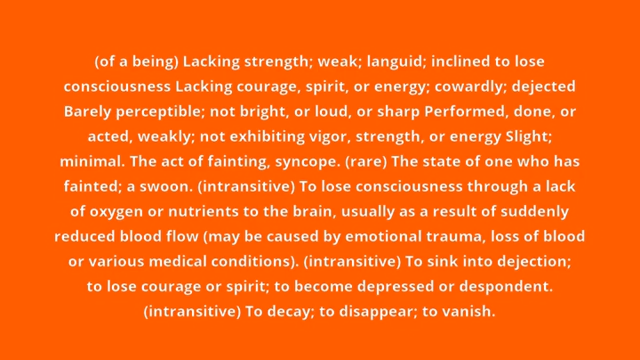 (of a being) Lacking strength; weak; languid; inclined to lose
consciousness Lacking courage, spirit, or energy; cowardly; dejected
Barely perceptible; not bright, or loud, or sharp Performed, done, or
acted, weakly; not exhibiting vigor, strength, or energy Slight;
minimal. The act of fainting, syncope. (rare) The state of one who has
fainted; a swoon. (intransitive) To lose consciousness through a lack
of oxygen or nutrients to the brain, usually as a result of suddenly
reduced blood flow (may be caused by emotional trauma, loss of blood
or various medical conditions). (intransitive) To sink into dejection;
to lose courage or spirit; to become depressed or despondent.
(intransitive) To decay; to disappear; to vanish.